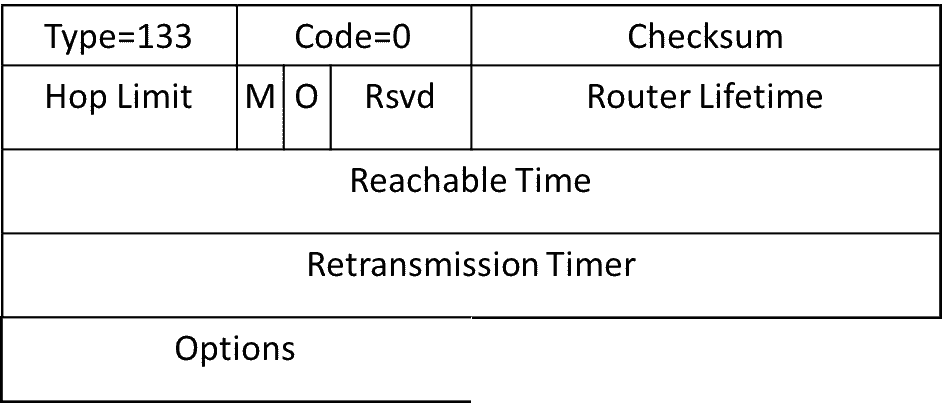 Type=133 Code=0 Checksum
Hop Limit M O Rsvd Router Lifetime
Reachable Time
Retransmission Timer
Options